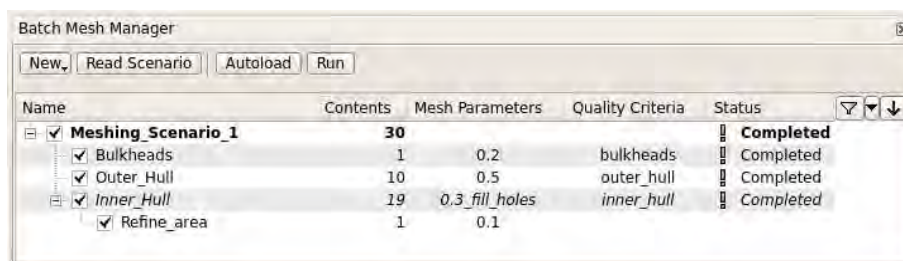 Batch Mesh Manager
New Read Scenario Autoload Run
Name Contents Mesh Parameters Quality Criteria Status
Meshing_Scenario_1 30 Completed
Bulkheads 1 0.2 bulkheads Completed
Outer_Hull 10 0.5 outer_hull Completed
Inner_Hull 19 0.3_fill_holes inner_hull Completed
Refine_area 1 0.1